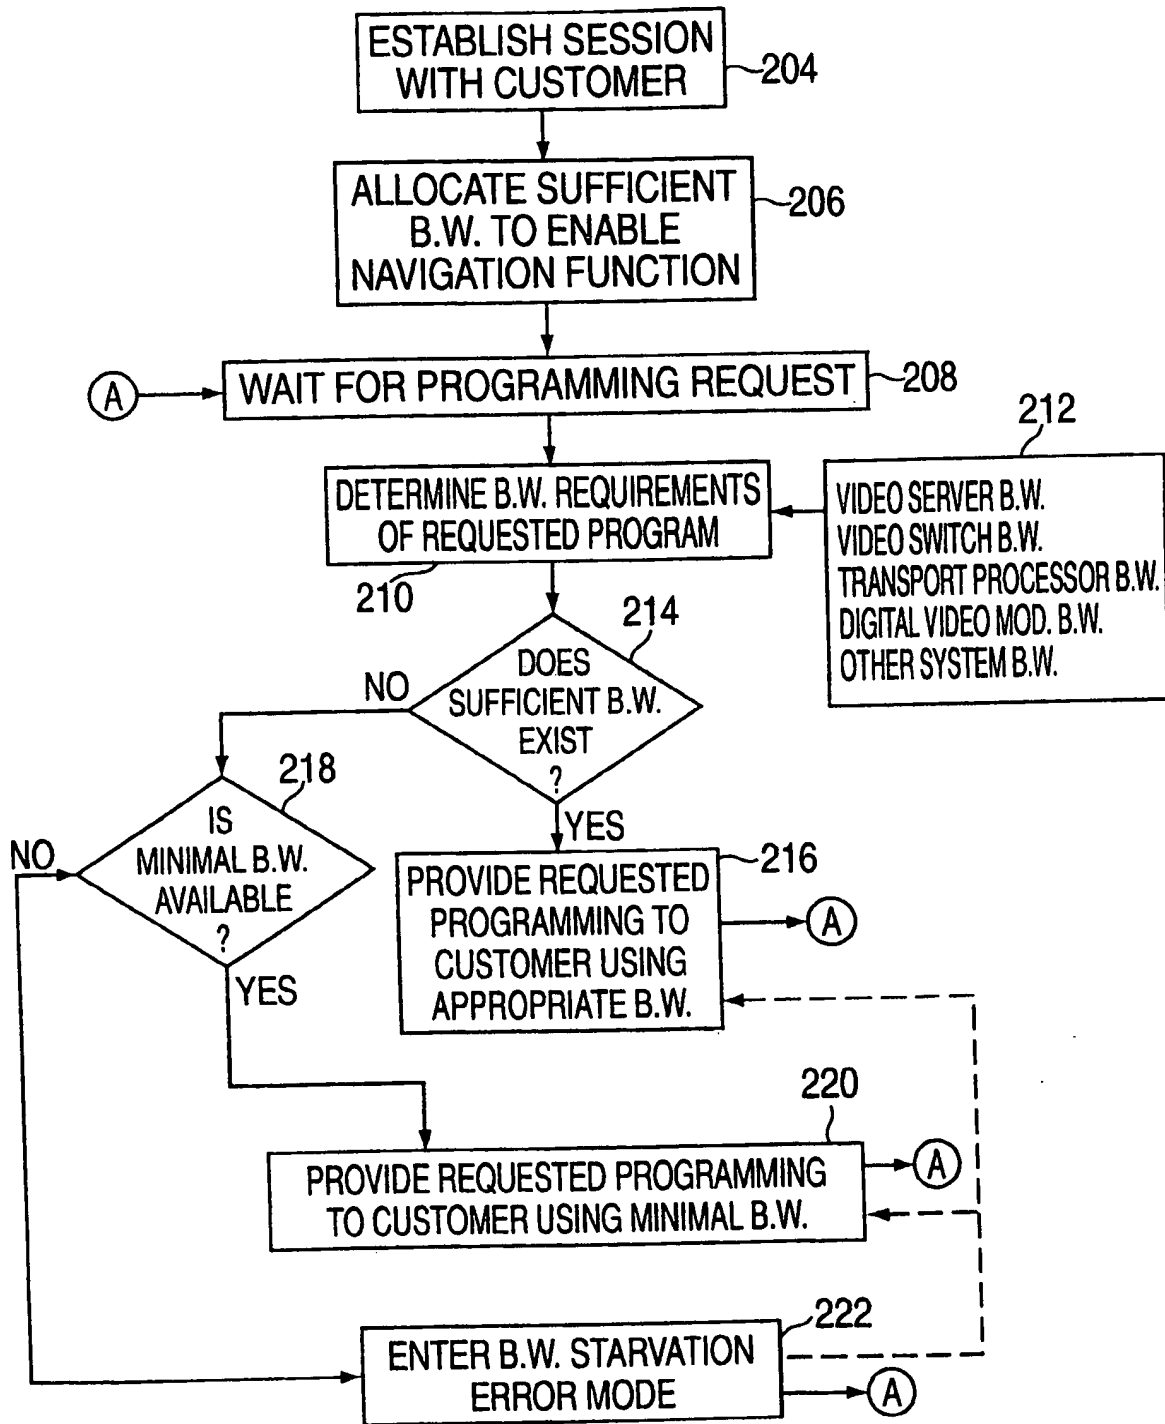 ESTABLISH SESSION
WITH CUSTOMER
204
ALLOCATE SUFFICIENT
B.W. TO ENABLE
NAVIGATION FUNCTION
206
A
WAIT FOR PROGRAMMING REQUEST
208
DETERMINE B.W. REQUIREMENTS
OF REQUESTED PROGRAM
210
212
VIDEO SERVER B.W.
VIDEO SWITCH B.W.
TRANSPORT PROCESSOR B.W.
DIGITAL VIDEO MOD. B.W.
OTHER SYSTEM B.W.
214
DOES
SUFFICIENT B.W.
EXIST
?
NO
YES
218
IS
MINIMAL B.W.
AVAILABLE
?
NO
YES
216
PROVIDE REQUESTED
PROGRAMMING TO
CUSTOMER USING
APPROPRIATE B.W.
A
220
PROVIDE REQUESTED PROGRAMMING
TO CUSTOMER USING MINIMAL B.W.
A
222
ENTER B.W. STARVATION
ERROR MODE
A